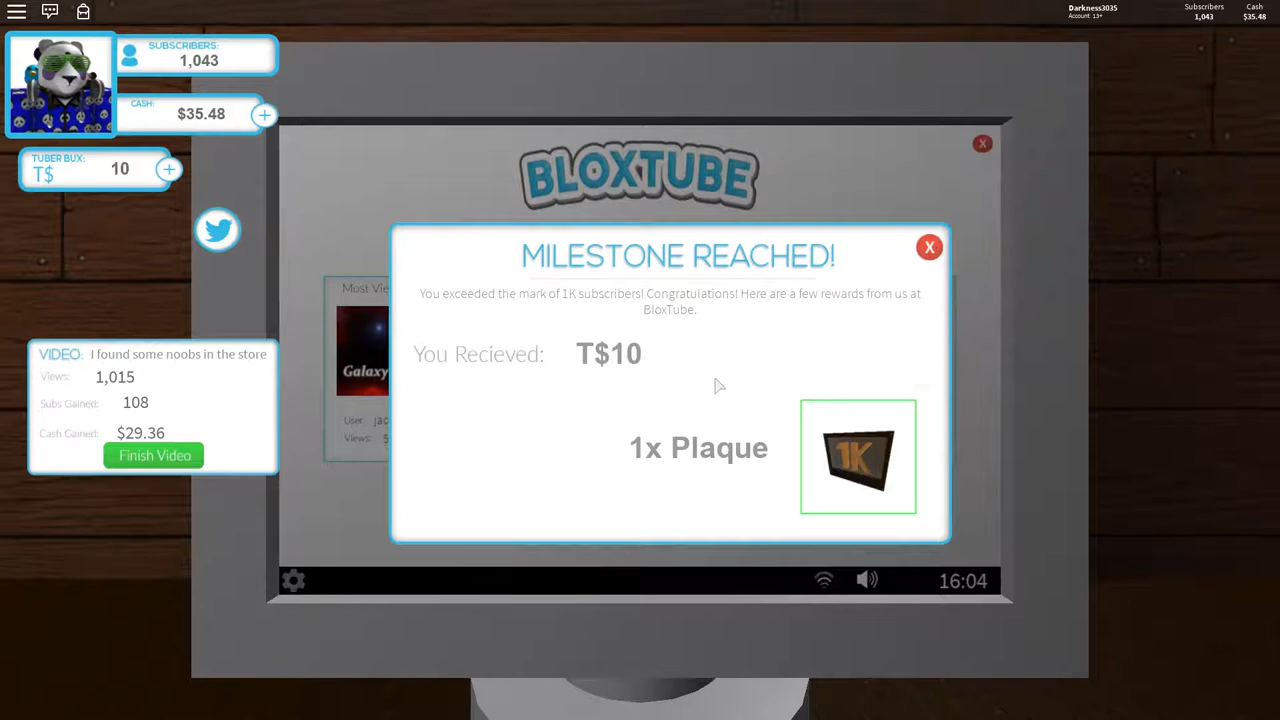 Darkness3035
Account: 13+
Subscribers
1,043
Cash
$35.48
SUBSCRIBERS:
1,043
CASH:
$35.48
+
TUBER BUX:
T$
10
+
BLOXTUBE
X
MILESTONE REACHED!
X
You exceeded the mark of 1K subscribers! Congratulations! Here are a few rewards from us at
BloxTube.
You Recieved:
T$10
1x Plaque
1K
Most Vie
Galaxy
User
Views:
VIDEO:
I found some noobs in the store
Views:
1,015
Subs Gained:
108
Cash Gained:
$29.36
Finish Video
16:04